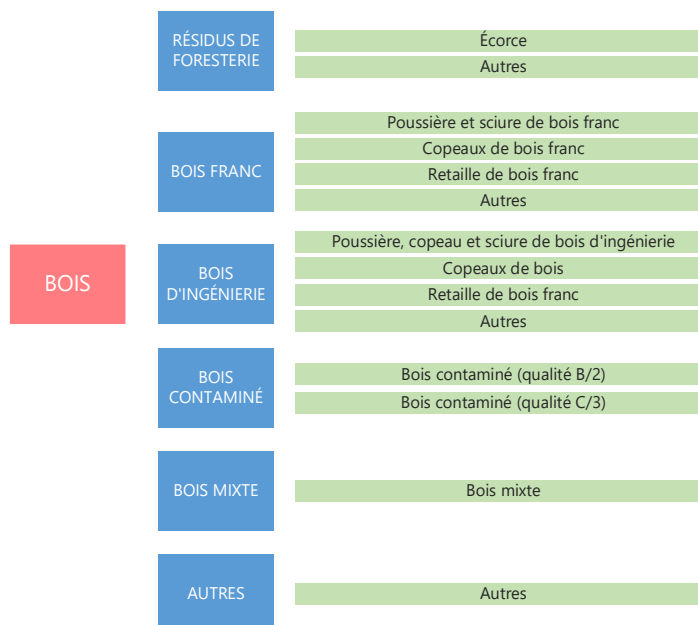 BOIS
RÉSIDUS DE
FORESTERIE
Écorce
Autres
BOIS FRANC
Poussière et sciure de bois franc
Copeaux de bois franc
Retaille de bois franc
Autres
BOIS
D'INGÉNIERIE
Poussière, copeau et sciure de bois d'ingénierie
Copeaux de bois
Retaille de bois franc
Autres
BOIS
CONTAMINÉ
Bois contaminé (qualité B/2)
Bois contaminé (qualité C/3)
BOIS MIXTE
Bois mixte
AUTRES
Autres